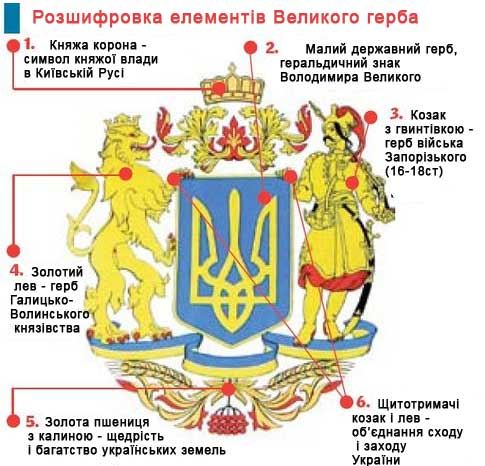 Розшифровка елементів Великого герба
1. Княжа корона -
символ княжої влади
в Київській Русі
2. Малий державний герб,
геральдичний знак
Володимира Великого
3. Козак
з гвинтівкою -
герб війська
Запорізького
(16-18ст)
4. Золотий
лев - герб
Галицько-
Волинського
князівства
5. Золота пшениця
з калиною - щедрість
і багатство українських земель
6. Щитотримачі
козак і лев -
об'єднання сходу
і заходу
України